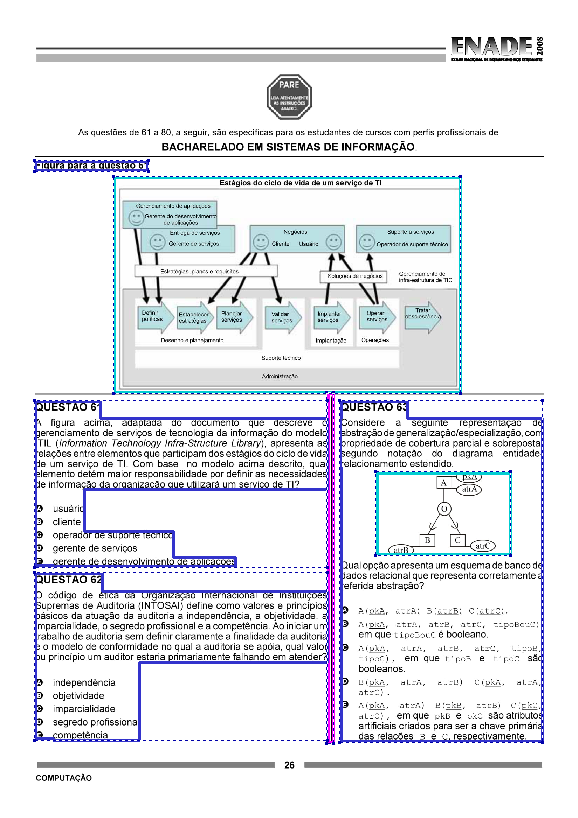 ENADE 2008
EXAME NACIONAL DE DESEMPENHO DOS ESTUDANTES
PARE
LEIA ATENTAMENTE
AS INSTRUÇÕES
ABAIXO.
As questões de 61 a 80, a seguir, são específicas para os estudantes de cursos com perfis profissionais de
BACHARELADO EM SISTEMAS DE INFORMAÇÃO.
Figura para a questão 61
Estágios do ciclo de vida de um serviço de TI
Gerenciamento de aplicações
Gerente do desenvolvimento
de aplicações
Entrega de serviços
Gerente de serviços
Negócios
Cliente Usuário
Suporte a serviços
Operador de suporte técnico
Estratégias, planos e requisitos
Soluções de negócios
Gerenciamento de
infra-estrutura de TIC
Definir
políticas
Estabelecer
estratégias
Planejar
serviços
Validar
serviços
Implantar
serviços
Operar
serviços
Tratar
obsolescência
Desenho e planejamento
Implantação
Operações
Suporte técnico
Administração
QUESTÃO 61
A figura acima, adaptada do documento que descreve o
gerenciamento de serviços de tecnologia da informação do modelo
ITIL (Information Technology Infra-Structure Library), apresenta as
relações entre elementos que participam dos estágios do ciclo de vida
de um serviço de TI. Com base no modelo acima descrito, qual
elemento detém maior responsabilidade por definir as necessidades
de informação da organização que utilizará um serviço de TI?
A usuário
B cliente
C operador de suporte técnico
D gerente de serviços
E gerente de desenvolvimento de aplicações
QUESTÃO 62
O código de ética da Organização Internacional de Instituições
Supremas de Auditoria (INTOSAI) define como valores e princípios
básicos da atuação da auditoria a independência, a objetividade, a
imparcialidade, o segredo profissional e a competência. Ao iniciar um
trabalho de auditoria sem definir claramente a finalidade da auditoria
e o modelo de conformidade no qual a auditoria se apóia, qual valor
ou princípio um auditor estaria primariamente falhando em atender?
A independência
B objetividade
C imparcialidade
D segredo profissional
E competência
QUESTÃO 63
Considere a seguinte representação de
abstração de generalização/especialização, com
propriedade de cobertura parcial e sobreposta,
segundo notação do diagrama entidade
relacionamento estendido.
pkA
A
atrA
O
B
C
atrB
atrC
Qual opção apresenta um esquema de banco de
dados relacional que representa corretamente a
referida abstração?
A A(pkA, atrA) B(atrB) C(atrC).
B A(pkA, atrA, atrB, atrC, tipoBouC),
em que tipoBouC é booleano.
C A(pkA, atrA, atrB, atrC, tipoB,
tipoC), em que tipoB e tipoC são
booleanos.
D B(pkA, atrA, atrB) C(pkA, atrA,
atrC).
E A(pkA, atrA) B(pkB, atrB) C(pkC,
atrC), em que pkB e pkC são atributos
artificiais criados para ser a chave primária
das relações B e C, respectivamente.
26
COMPUTAÇÃO